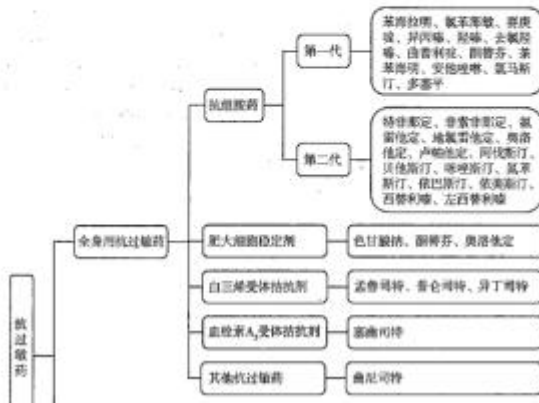 苯海拉明、氯苯那敏、赛庚
啶、异丙嗪、羟嗪、去氯羟
嗪、曲普利啶、酮替芬、茶
苯海明、安他唑啉、氯马斯
汀、多塞平
第一代
抗组胺药
特非那定、非索非那定、氯
雷他定、地氯雷他定、奥洛
他定、卢帕他定、阿伐斯汀、
贝他斯汀、咪唑斯汀、氮䓬
斯汀、依巴斯汀、依美斯汀、
西替利嗪、左西替利嗪
第二代
全身用抗过敏药
肥大细胞稳定剂
色甘酸钠、酮替芬、奥洛他定
白三烯受体拮抗剂
孟鲁司特、普仑司特、异丁司特
血栓素A₂受体拮抗剂
塞曲司特
其他抗过敏药
曲尼司特
抗过敏药